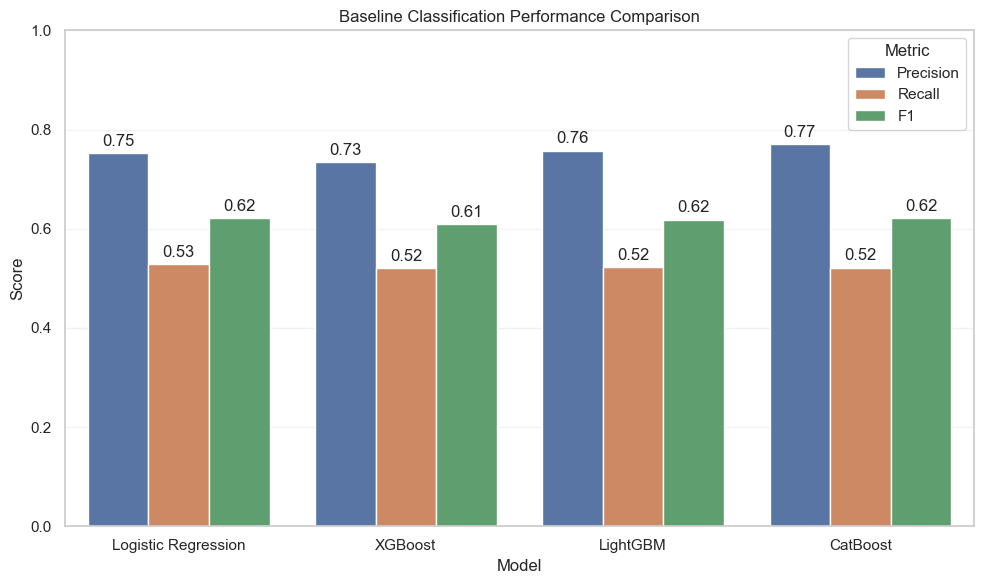 Baseline Classification Performance Comparison
Metric
Precision
Recall
F1
Score
1.0
0.8
0.6
0.4
0.2
0.0
0.75
0.53
0.62
0.73
0.52
0.61
0.76
0.52
0.62
0.77
0.52
0.62
Logistic Regression
XGBoost
LightGBM
CatBoost
Model